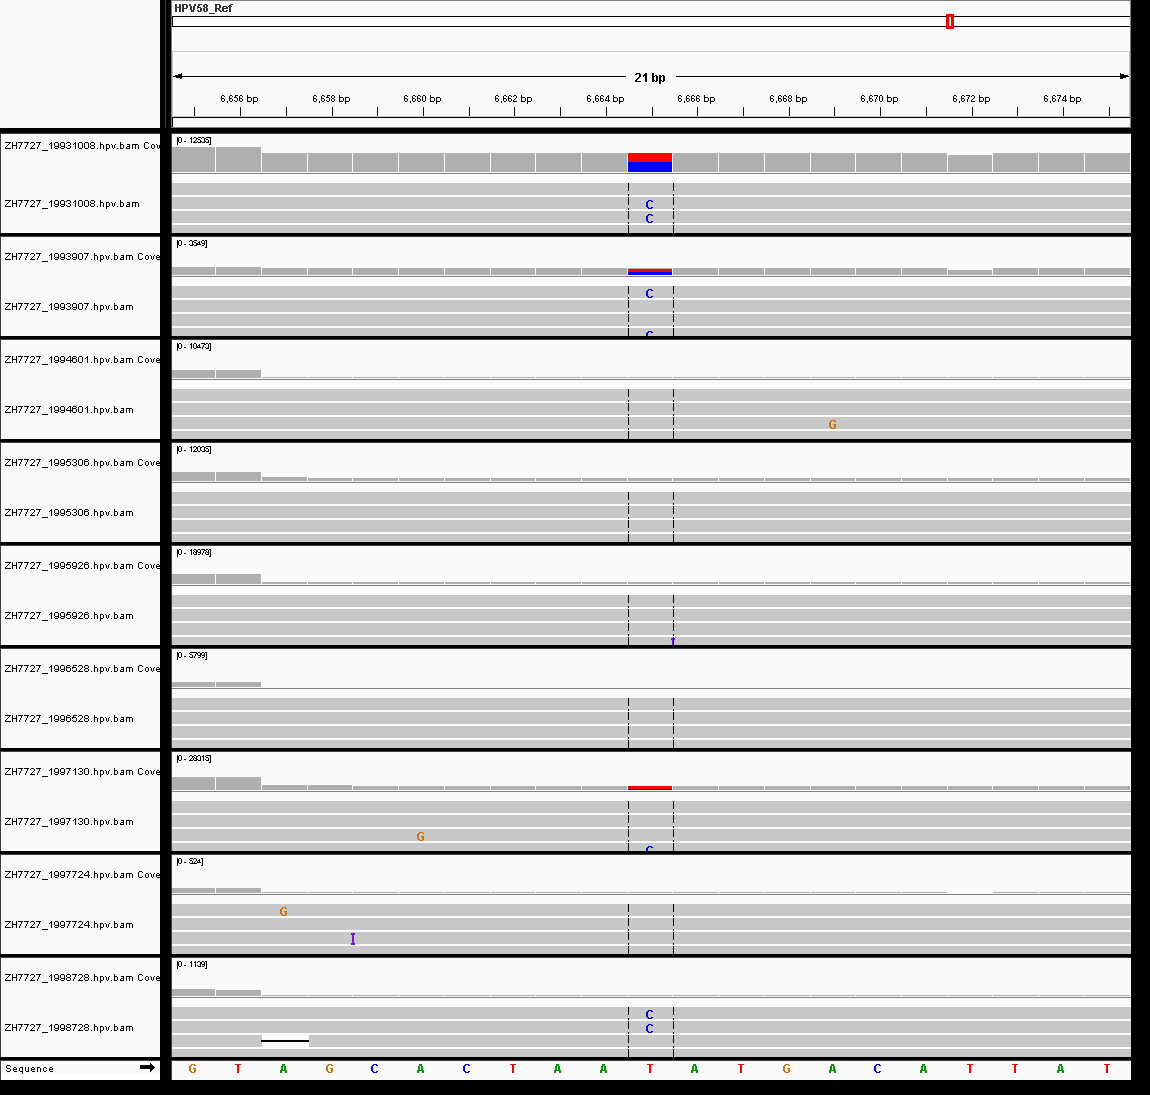 HPV58_Ref
21 bp
6,656 bp 6,658 bp 6,660 bp 6,662 bp 6,664 bp 6,666 bp 6,668 bp 6,670 bp 6,672 bp 6,674 bp
ZH7727_19931008.hpv.bam Cov
[0 - 12535]
ZH7727_19931008.hpv.bam
C
C
ZH7727_1993907.hpv.bam Cove
[0 - 3549]
ZH7727_1993907.hpv.bam
C
C
ZH7727_1994601.hpv.bam Cove
[0 - 10473]
ZH7727_1994601.hpv.bam
G
ZH7727_1995306.hpv.bam Cove
[0 - 12035]
ZH7727_1995306.hpv.bam
ZH7727_1995926.hpv.bam Cove
[0 - 18978]
ZH7727_1995926.hpv.bam
ZH7727_1996528.hpv.bam Cove
[0 - 5799]
ZH7727_1996528.hpv.bam
ZH7727_1997130.hpv.bam Cove
[0 - 28315]
ZH7727_1997130.hpv.bam
G
C
ZH7727_1997724.hpv.bam Cove
[0 - 524]
ZH7727_1997724.hpv.bam
G
I
ZH7727_1998728.hpv.bam Cove
[0 - 1139]
ZH7727_1998728.hpv.bam
C
C
Sequence G T A G C A C T A A T A T G A C A T T A T